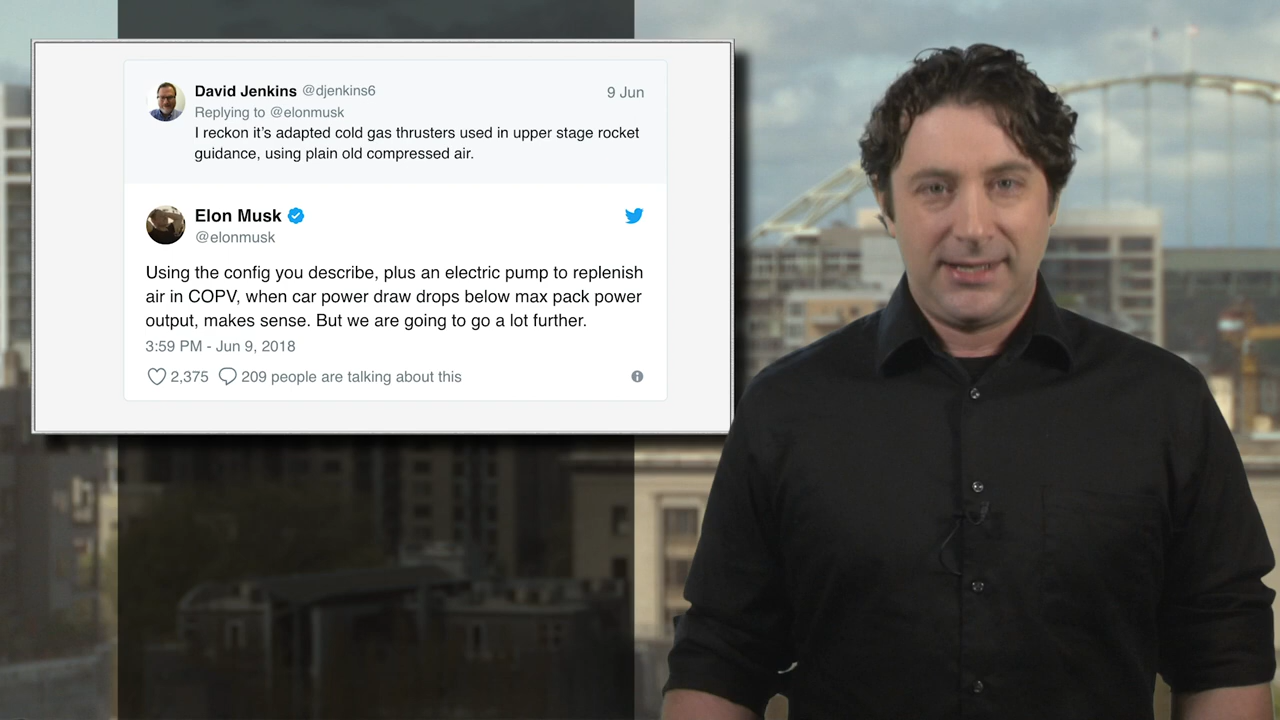 David Jenkins @djenkins6
9 Jun
Replying to @elonmusk
I reckon it's adapted cold gas thrusters used in upper stage rocket
guidance, using plain old compressed air.
Elon Musk
@elonmusk
Using the config you describe, plus an electric pump to replenish
air in COPV, when car power draw drops below max pack power
output, makes sense. But we are going to go a lot further.
3:59 PM - Jun 9, 2018
2,375 209 people are talking about this